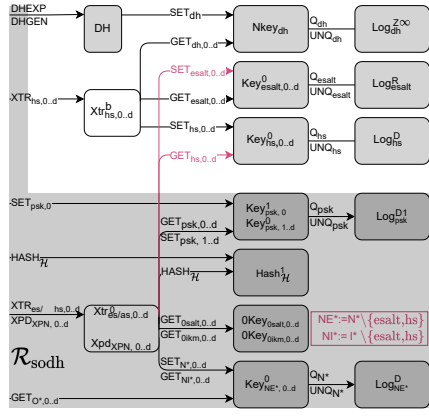 DHEXP
DHGEN
DH
SET_dh
GET_dh,0..d
Nkey_dh
Q_dh
UNQ_dh
Log_dh^Z∞
SET_esalt,0..d
GET_esalt,0..d
Key^0_esalt,0..d
Q_esalt
UNQ_esalt
Log^R_esalt
XTR_hs,0..d
Xtr^b_hs,0..d
SET_hs,0..d
GET_hs,0..d
Key^0_hs,0..d
Q_hs
UNQ_hs
Log^D_hs
SET_psk,0
GET_psk,0..d
SET_psk, 1..d
Key^1_psk, 0
Key^0_psk, 1..d
Q_psk
UNQ_psk
Log^D1_psk
HASH_ℋ
HASH_ℋ
Hash^1_ℋ
XTR_es/ hs,0..d
XPD_XPN, 0..d
Xtr^0_es/as,0..d
Xpd_XPN, 0..d
GET_0salt,0..d
GET_0ikm,0..d
0Key_0salt,0..d
0Key_0ikm,0..d
NE*:=N*\{esalt,hs}
NI*:= I*\{esalt,hs}
ℛ_sodh
SET_N*,0..d
GET_NI*,0..d
Key^0_NE*, 0..d
Q_N*
UNQ_N*
Log^D_NE*
GET_O*,0..d